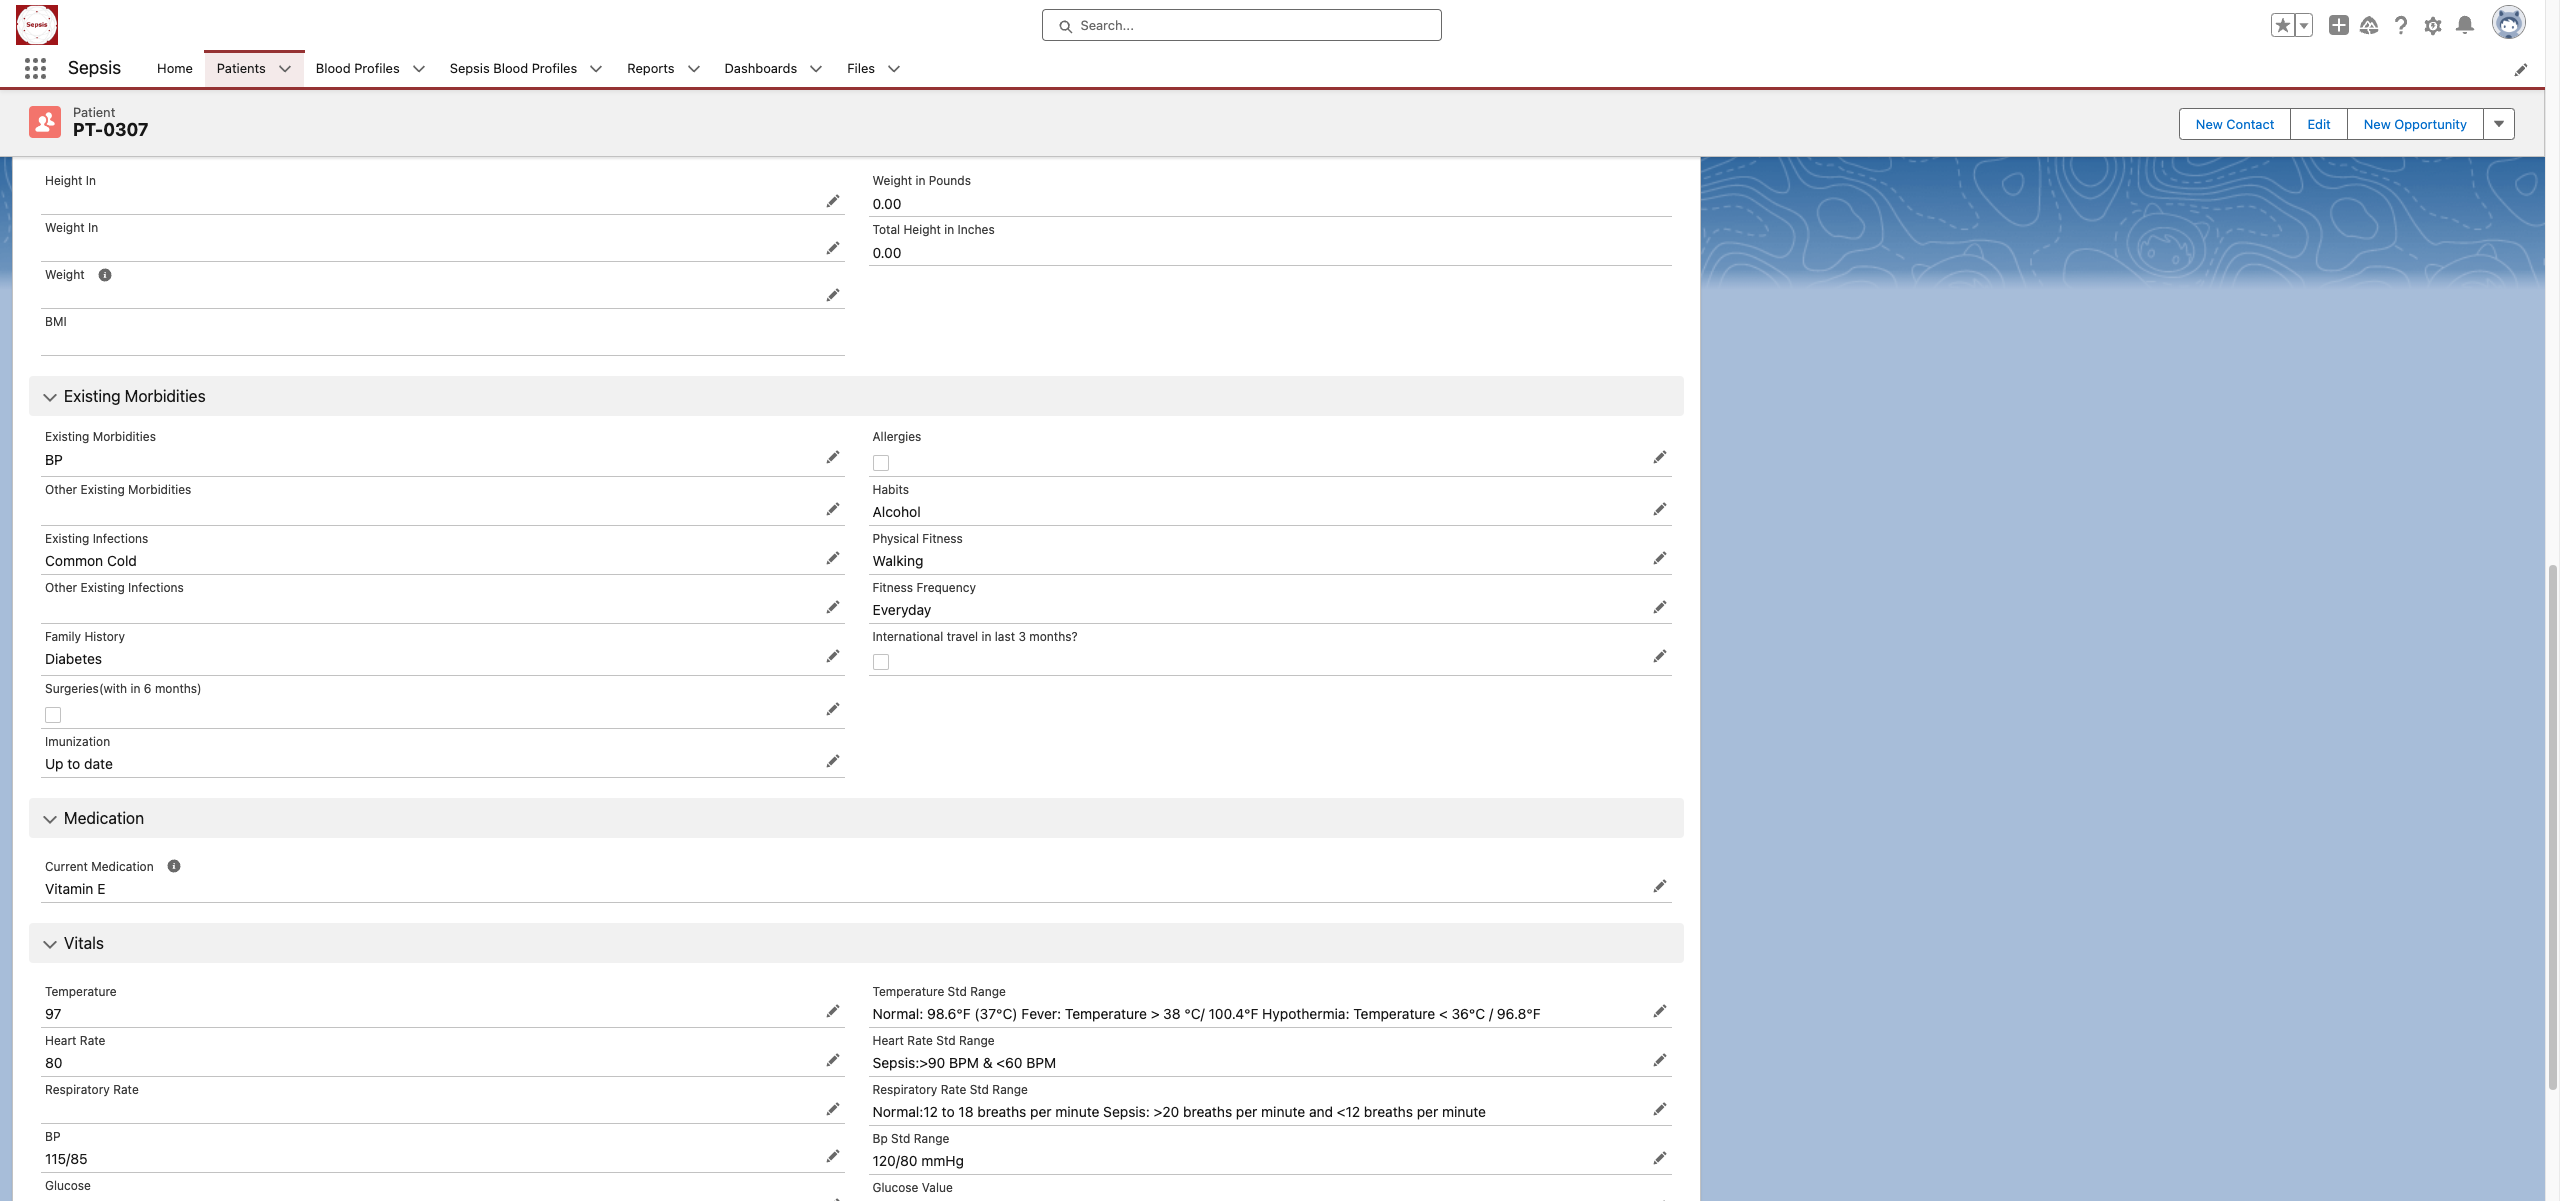 Sepsis
Search...
Sepsis
Home
Patients
Blood Profiles
Sepsis Blood Profiles
Reports
Dashboards
Files
Patient
PT-0307
New Contact
Edit
New Opportunity
Height In
Weight in Pounds
0.00
Weight In
Total Height in Inches
0.00
Weight
BMI
Existing Morbidities
Existing Morbidities
BP
Allergies
Other Existing Morbidities
Habits
Alcohol
Existing Infections
Common Cold
Physical Fitness
Walking
Other Existing Infections
Fitness Frequency
Everyday
Family History
Diabetes
International travel in last 3 months?
Surgeries(with in 6 months)
Imunization
Up to date
Medication
Current Medication
Vitamin E
Vitals
Temperature
97
Temperature Std Range
Normal: 98.6°F (37°C) Fever: Temperature > 38 °C/ 100.4°F Hypothermia: Temperature < 36°C / 96.8°F
Heart Rate
80
Heart Rate Std Range
Sepsis:>90 BPM & <60 BPM
Respiratory Rate
Respiratory Rate Std Range
Normal:12 to 18 breaths per minute Sepsis: >20 breaths per minute and <12 breaths per minute
BP
115/85
Bp Std Range
120/80 mmHg
Glucose
Glucose Value